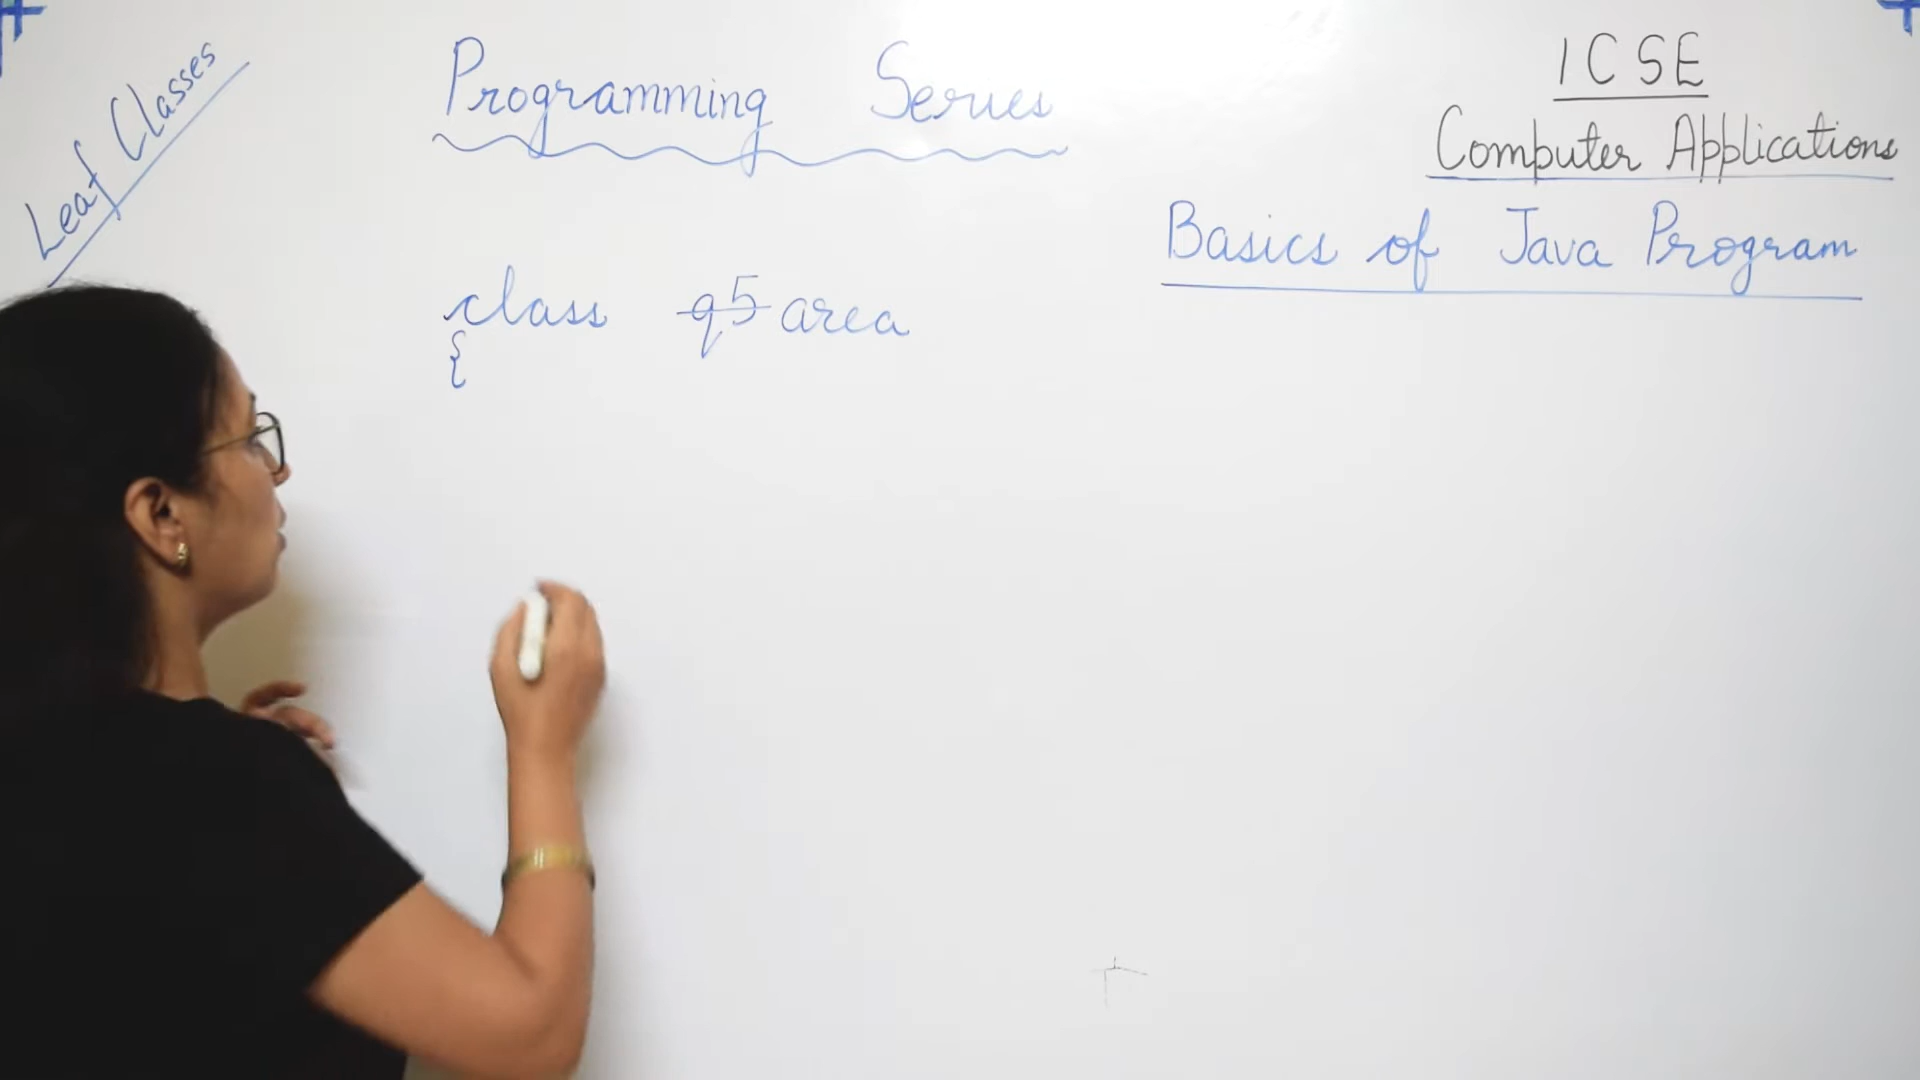 Leaf Classes
Programming Series
ICSE
Computer Applications
Basics of Java Program
class q5 area
{